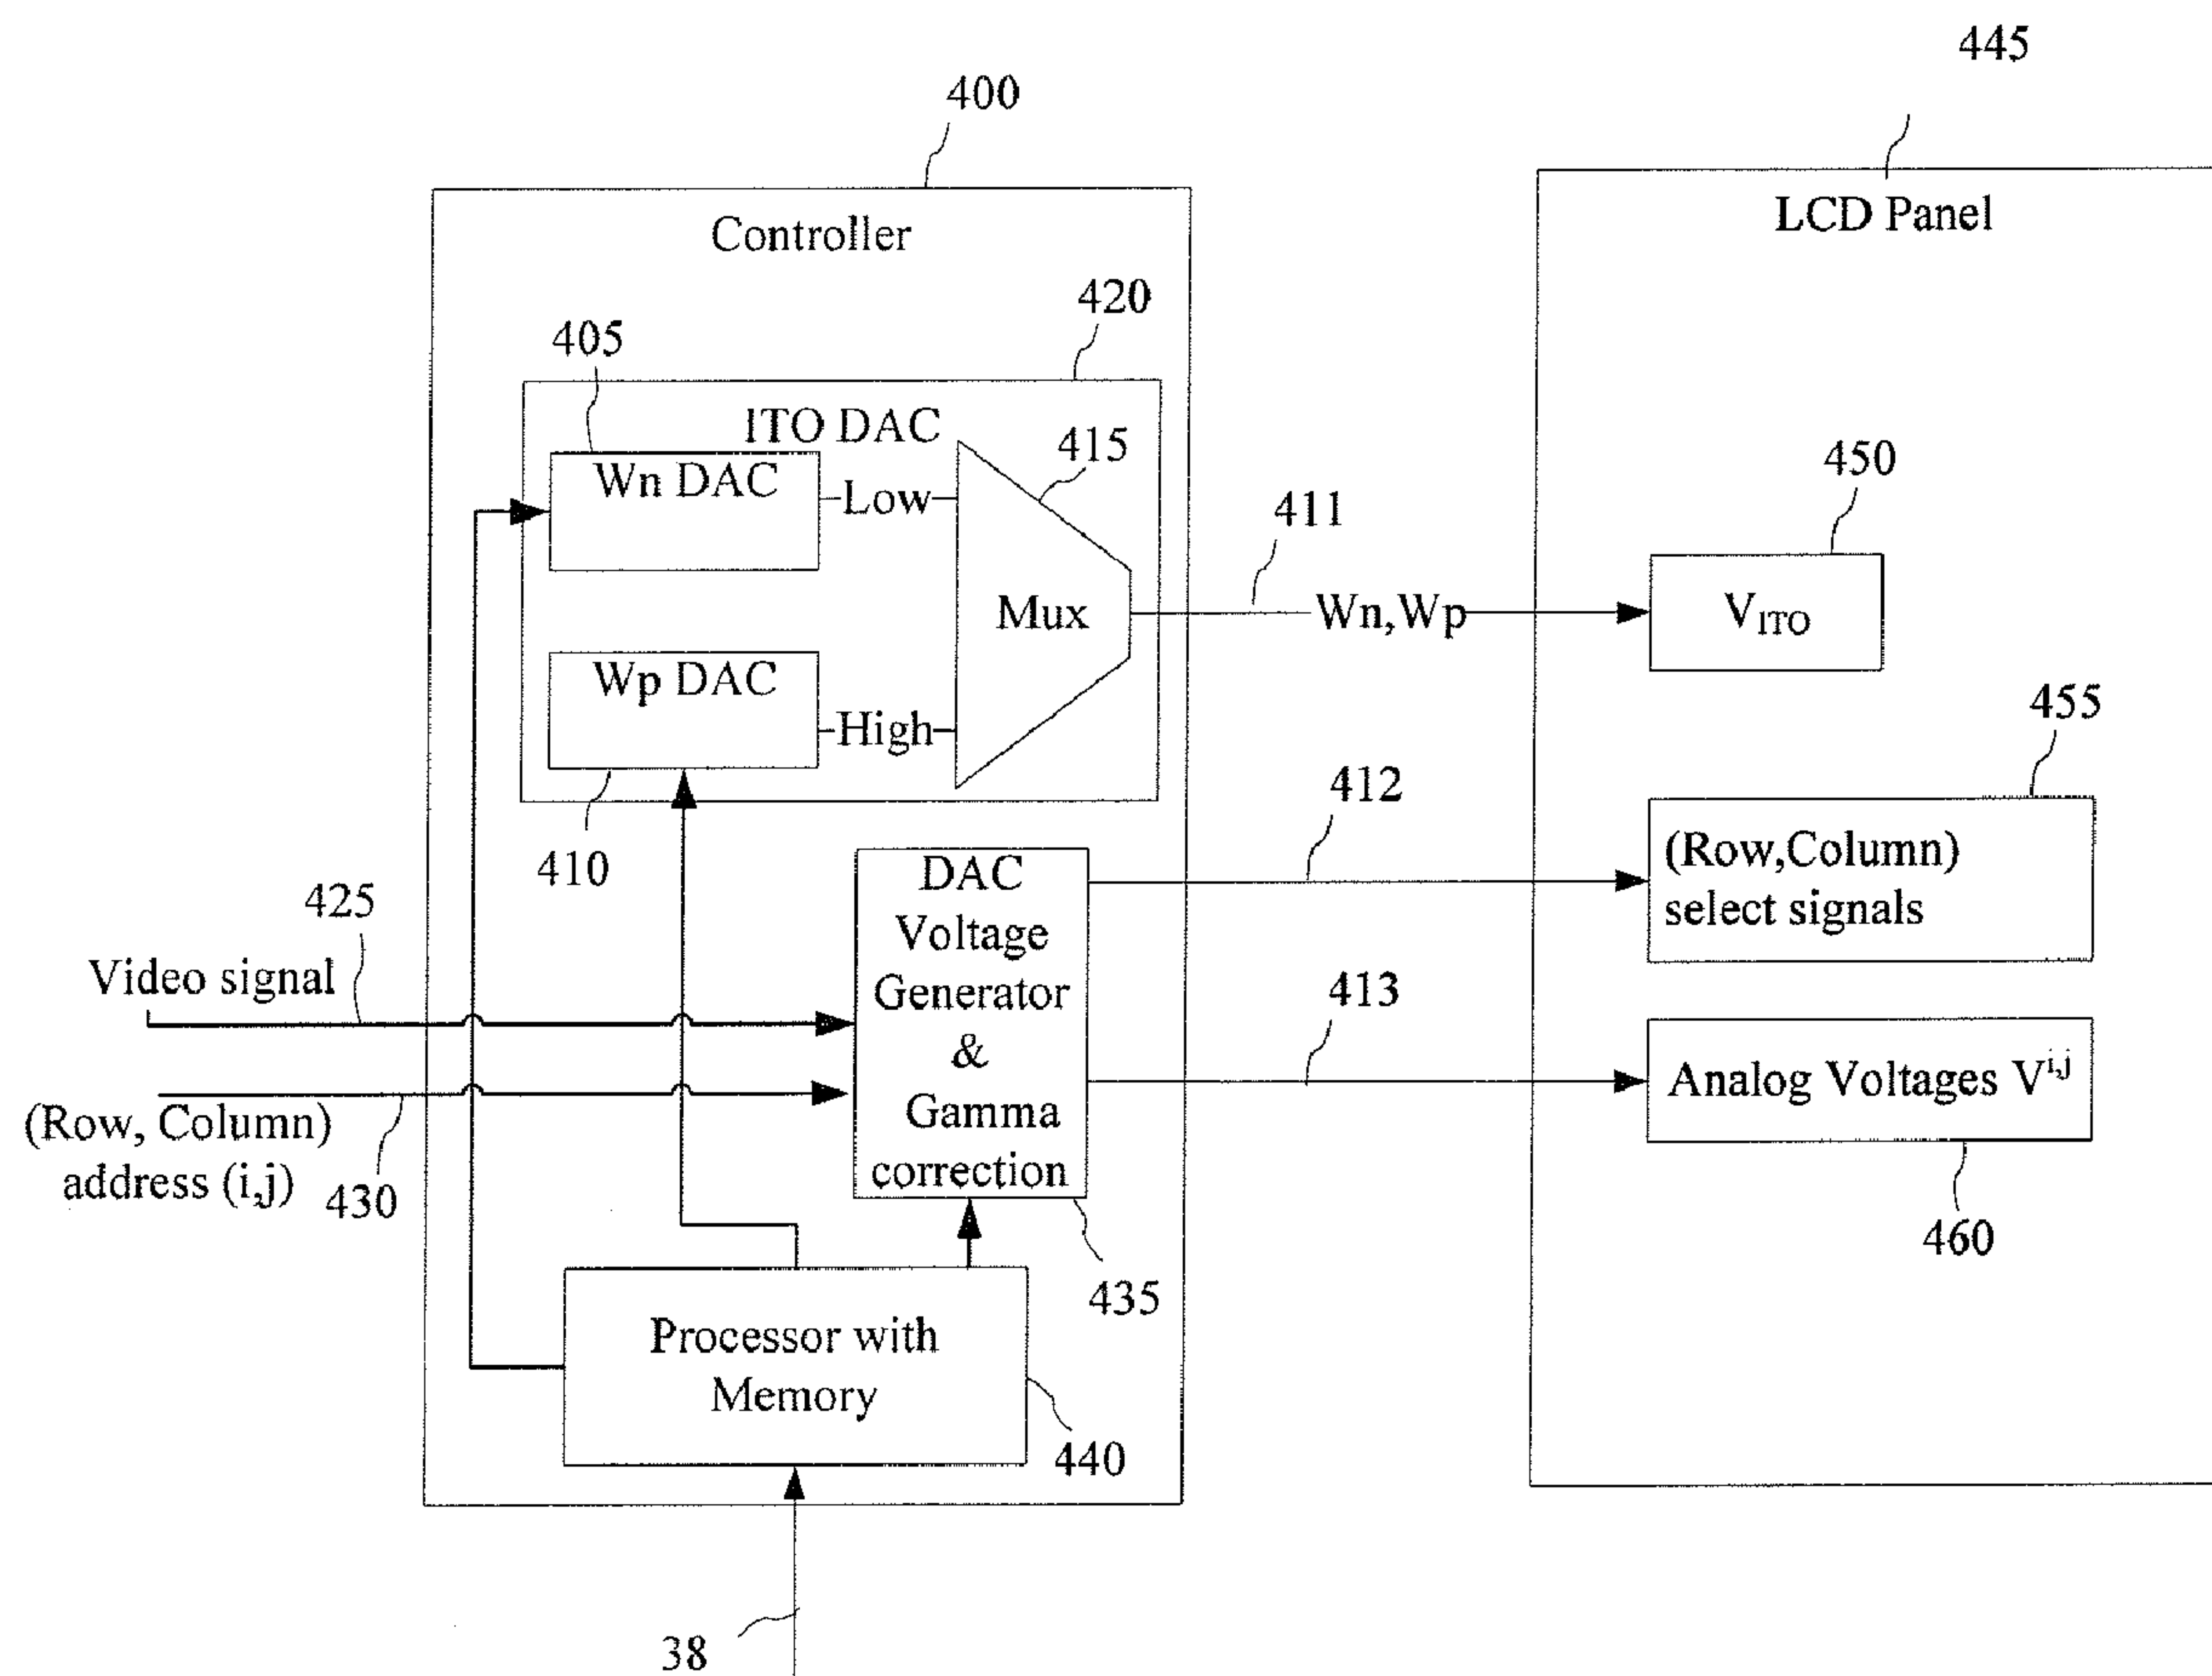 445
400
LCD Panel
Controller
420
405
ITO DAC
415
Wn DAC
Low
450
411
Mux
Wn,Wp
VITO
Wp DAC
High
455
412
410
(Row,Column)
select signals
DAC
Voltage
Generator
&
Gamma
correction
425
Video signal
413
Analog Voltages Vi,j
(Row, Column)
address (i,j)
430
460
435
Processor with
Memory
440
38